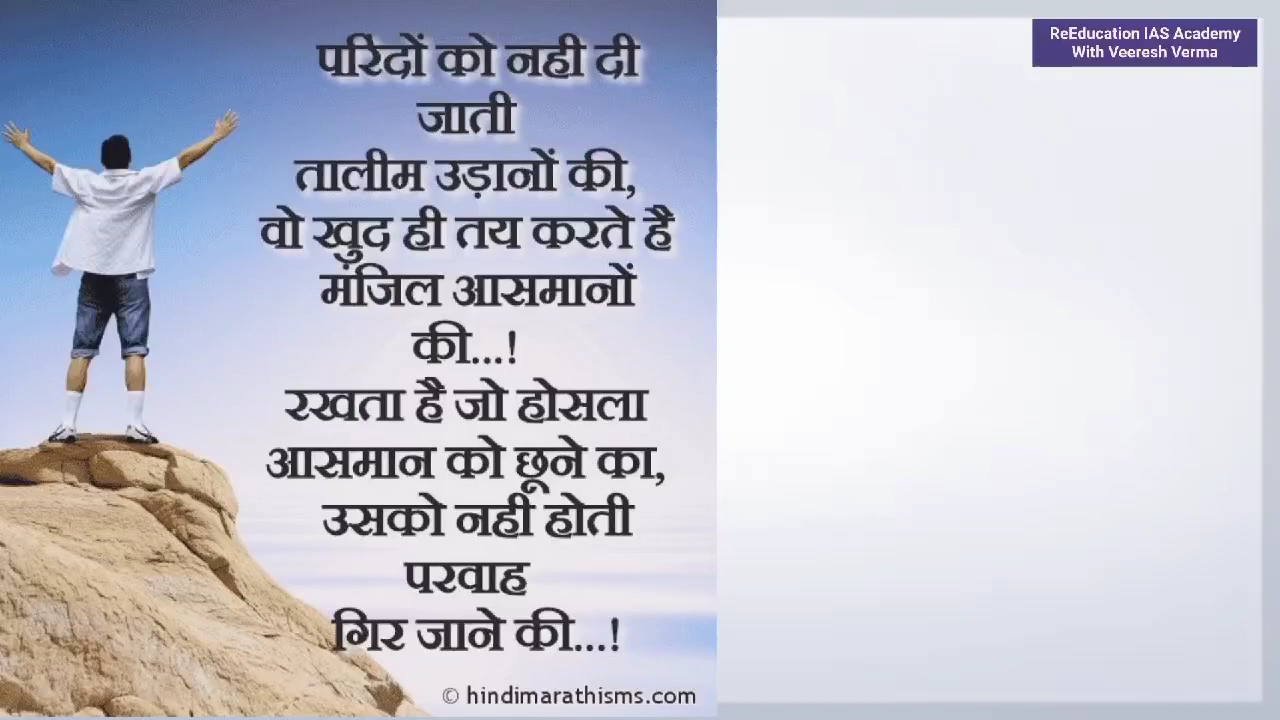 परिंदों को नही दी
जाती
तालीम उड़ानों की,
वो खुद ही तय करते है
मंजिल आसमानों
की...!
रखता है जो होसला
आसमान को छूने का,
उसको नहीं होती
परवाह
गिर जाने की...!
© hindimarathisms.com
ReEducation IAS Academy
With Veeresh Verma